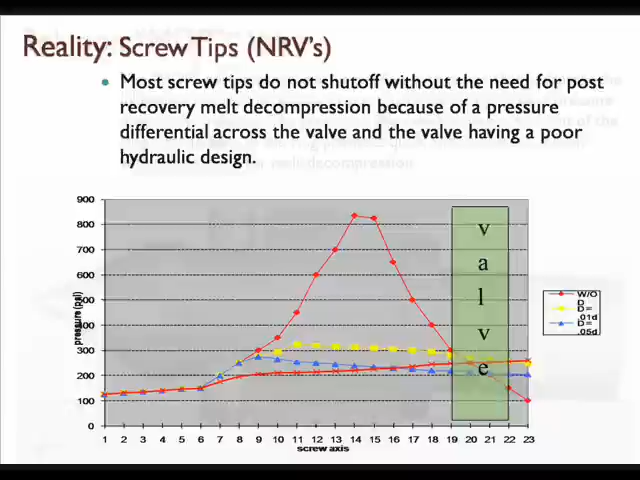 Reality: Screw Tips (NRV's)
• Most screw tips do not shutoff without the need for post
recovery melt decompression because of a pressure
differential across the valve and the valve having a poor
hydraulic design.
900
800
700
600
500
400
300
200
100
0
pressure (psi)
1 2 3 4 5 6 7 8 9 10 11 12 13 14 15 16 17 18 19 20 21 22 23
screw axis
v
a
l
v
e
W/O
D
D=
.01d
D=
.05d